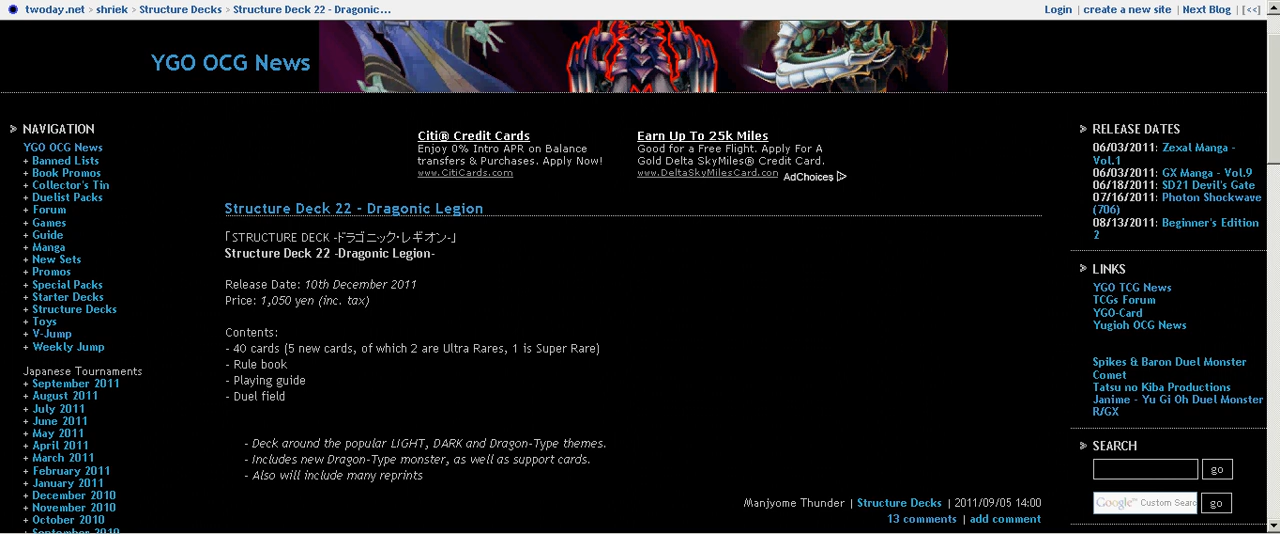 twoday.net > shriek > Structure Decks > Structure Deck 22 - Dragonic...
Login | create a new site | Next Blog | [<<]
YGO OCG News
NAVIGATION
YGO OCG News
+ Banned Lists
+ Book Promos
+ Collector's Tin
+ Duelist Packs
+ Forum
+ Games
+ Guide
+ Manga
+ New Sets
+ Promos
+ Special Packs
+ Starter Decks
+ Structure Decks
+ Toys
+ V-Jump
+ Weekly Jump
Japanese Tournaments
+ September 2011
+ August 2011
+ July 2011
+ June 2011
+ May 2011
+ April 2011
+ March 2011
+ February 2011
+ January 2011
+ December 2010
+ November 2010
+ October 2010
+ September 2010
Citi® Credit Cards
Enjoy 0% Intro APR on Balance
transfers & Purchases. Apply Now!
www.CitiCards.com
Earn Up To 25k Miles
Good for a Free Flight. Apply For A
Gold Delta SkyMiles® Credit Card.
www.DeltaSkyMilesCard.con
AdChoices
Structure Deck 22 - Dragonic Legion
「STRUCTURE DECK -ドラゴニック・レギオン-」
Structure Deck 22 -Dragonic Legion-
Release Date: 10th December 2011
Price: 1,050 yen (inc. tax)
Contents:
- 40 cards (5 new cards, of which 2 are Ultra Rares, 1 is Super Rare)
- Rule book
- Playing guide
- Duel field
- Deck around the popular LIGHT, DARK and Dragon-Type themes.
- Includes new Dragon-Type monster, as well as support cards.
- Also will include many reprints
Manjyome Thunder | Structure Decks | 2011/09/05 14:00
13 comments | add comment
RELEASE DATES
06/03/2011: Zexal Manga -
Vol.1
06/03/2011: GX Manga - Vol.9
06/18/2011: SD21 Devil's Gate
07/16/2011: Photon Shockwave
(706)
08/13/2011: Beginner's Edition
2
LINKS
YGO TCG News
TCGs Forum
YGO-Card
Yugioh OCG News
Spikes & Baron Duel Monster
Comet
Tatsu no Kiba Productions
Janime - Yu Gi Oh Duel Monster
R/GX
SEARCH
go
Google™ Custom Searc
go